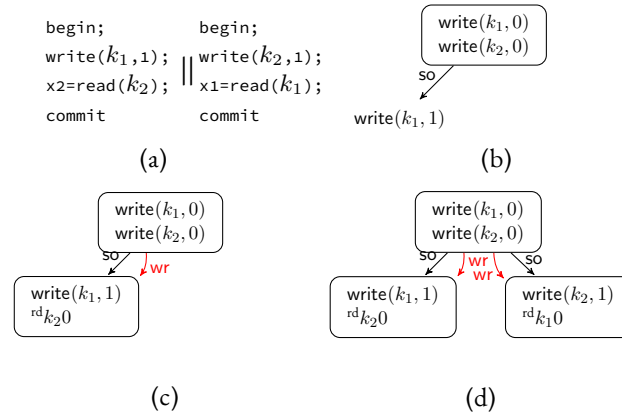 begin;
write(k₁,1);
x2=read(k₂);
commit
||
begin;
write(k₂,1);
x1=read(k₁);
commit
(a)
write(k₁, 0)
write(k₂, 0)
so
write(k₁, 1)
(b)
write(k₁, 0)
write(k₂, 0)
so
wr
write(k₁, 1)
ʳᵈk₂0
(c)
write(k₁, 0)
write(k₂, 0)
so
wr
wr
so
write(k₁, 1)
ʳᵈk₂0
write(k₂, 1)
ʳᵈk₁0
(d)